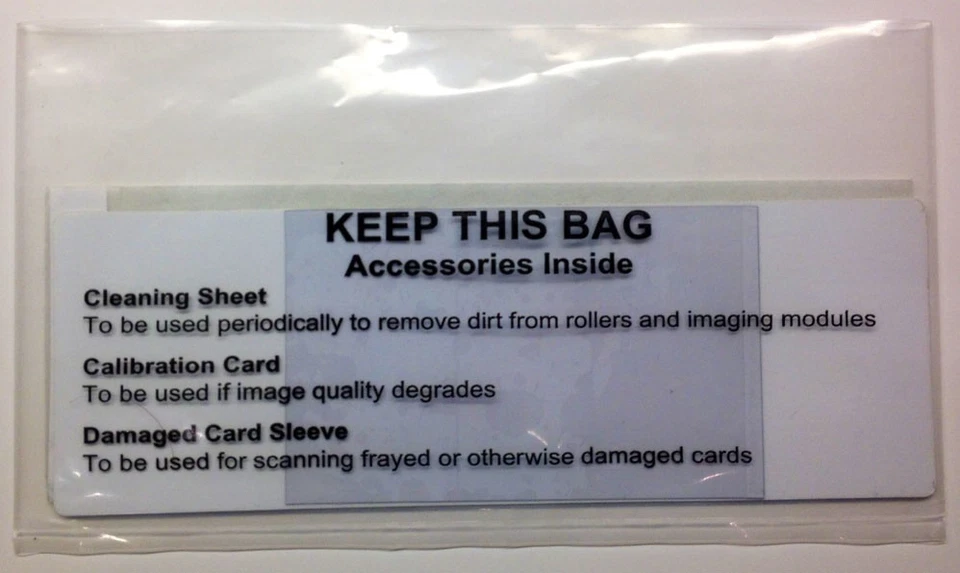 KEEP THIS BAG
Accessories Inside
Cleaning Sheet
To be used periodically to remove dirt from rollers and imaging modules
Calibration Card
To be used if image quality degrades
Damaged Card Sleeve
To be used for scanning frayed or otherwise damaged cards